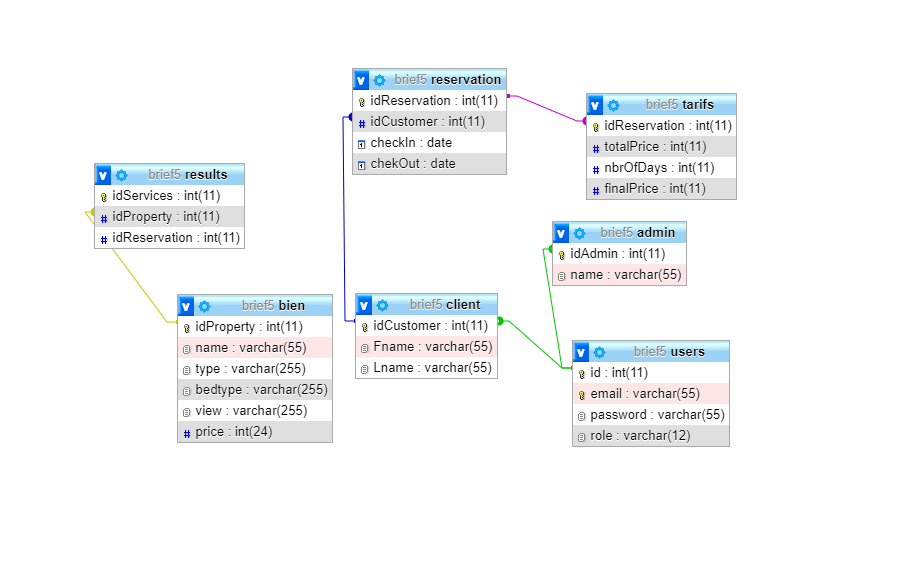 brief5 reservation
idReservation : int(11)
idCustomer : int(11)
checkIn : date
chekOut : date
brief5 tarifs
idReservation : int(11)
totalPrice : int(11)
nbrOfDays : int(11)
finalPrice : int(11)
brief5 results
idServices : int(11)
idProperty : int(11)
idReservation : int(11)
brief5 admin
idAdmin : int(11)
name : varchar(55)
brief5 bien
idProperty : int(11)
name : varchar(55)
type : varchar(255)
bedtype : varchar(255)
view : varchar(255)
price : int(24)
brief5 client
idCustomer : int(11)
Fname : varchar(55)
Lname : varchar(55)
brief5 users
id : int(11)
email : varchar(55)
password : varchar(55)
role : varchar(12)